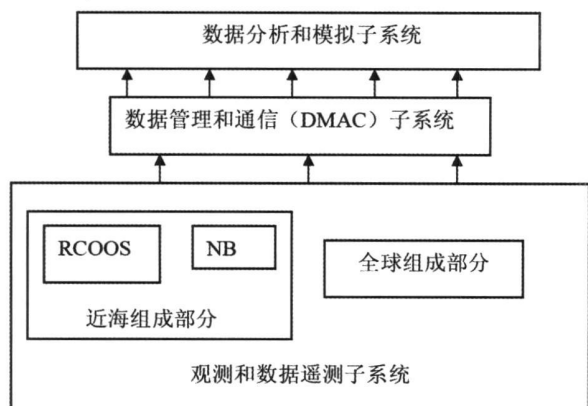 数据分析和模拟子系统
数据管理和通信（DMAC）子系统
RCOOS
NB
全球组成部分
近海组成部分
观测和数据遥测子系统